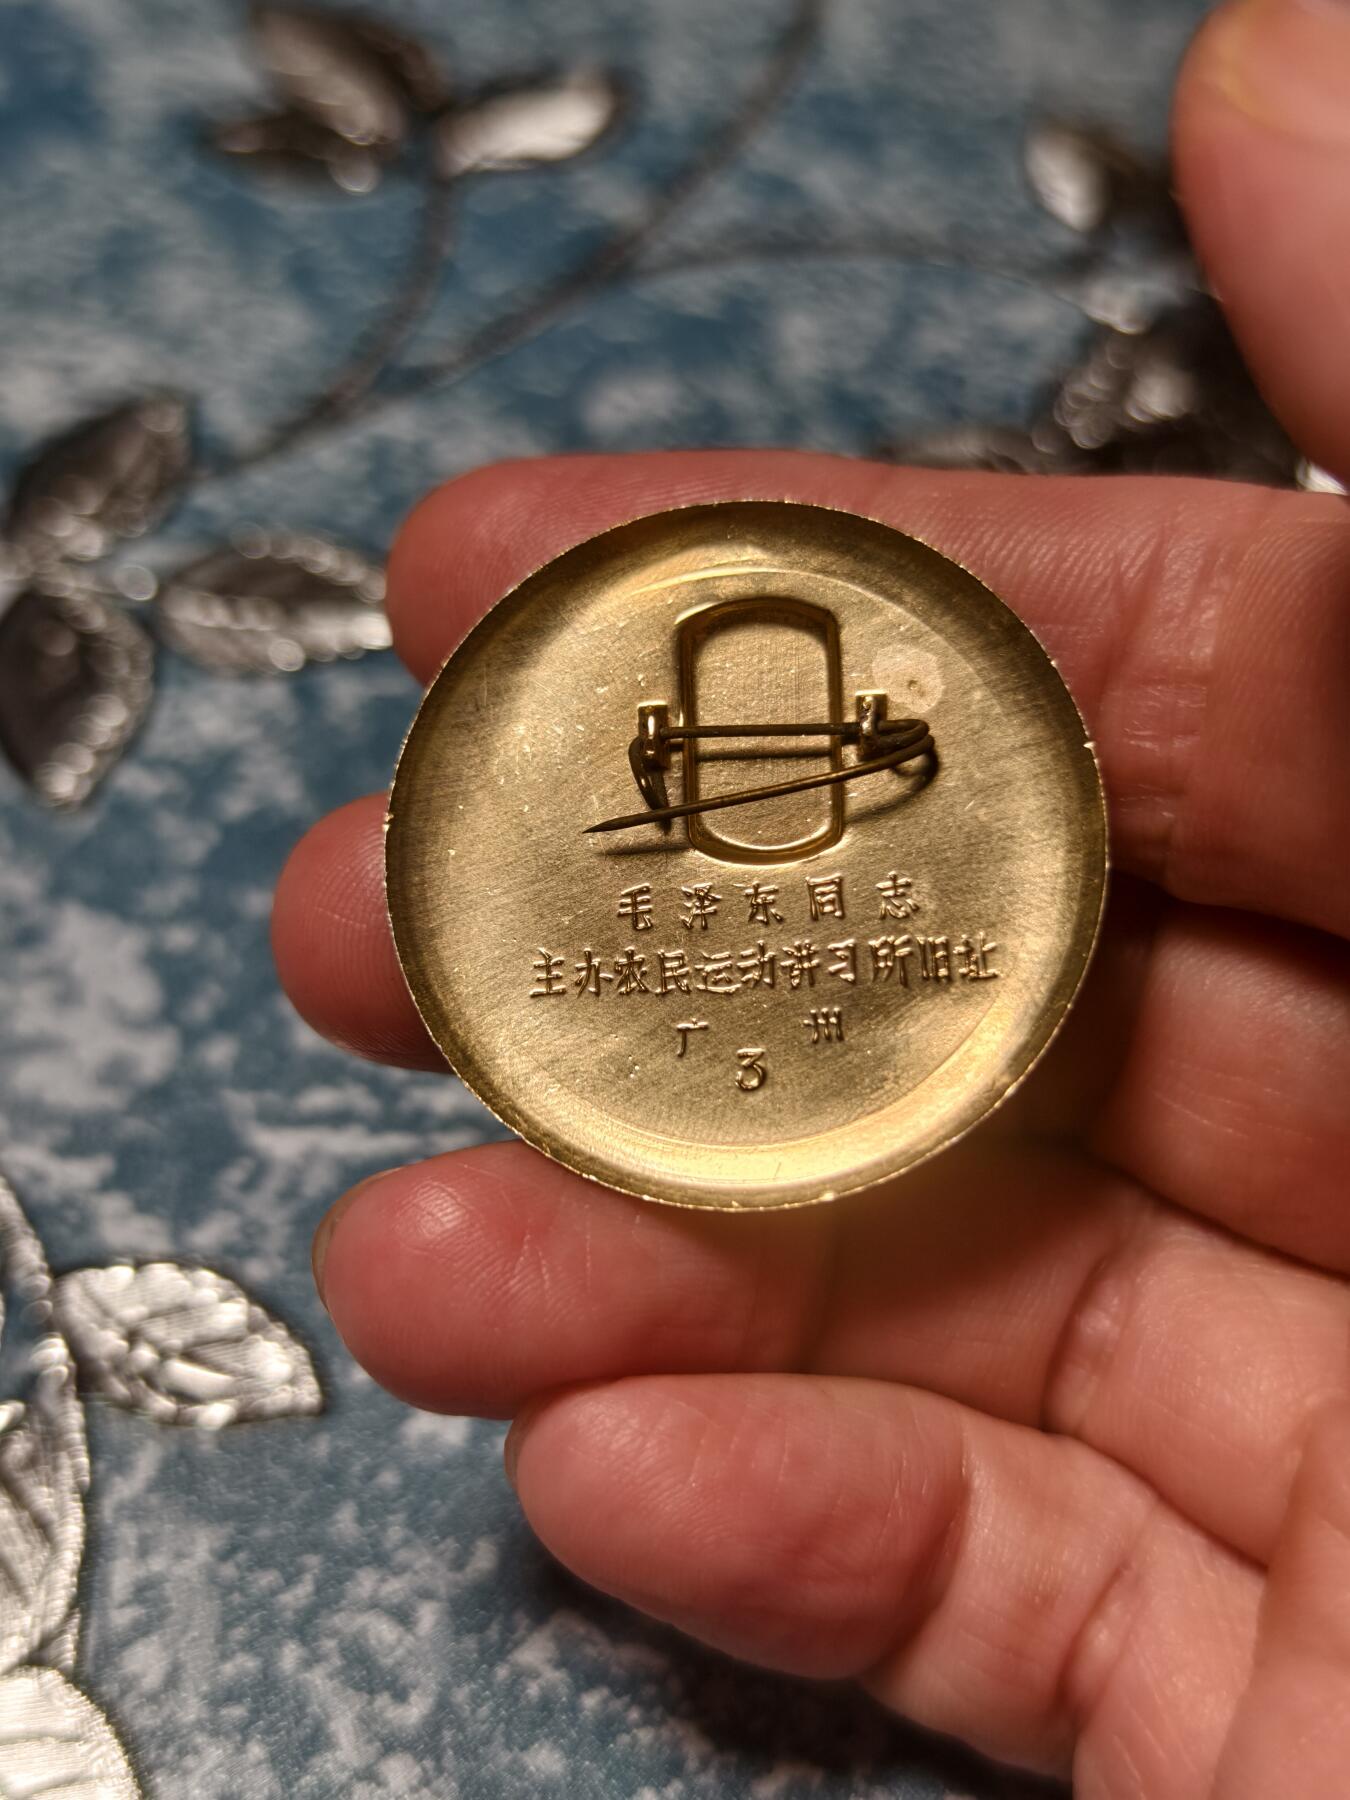 毛泽东同志
主办农民运动讲习所旧址
广州
3